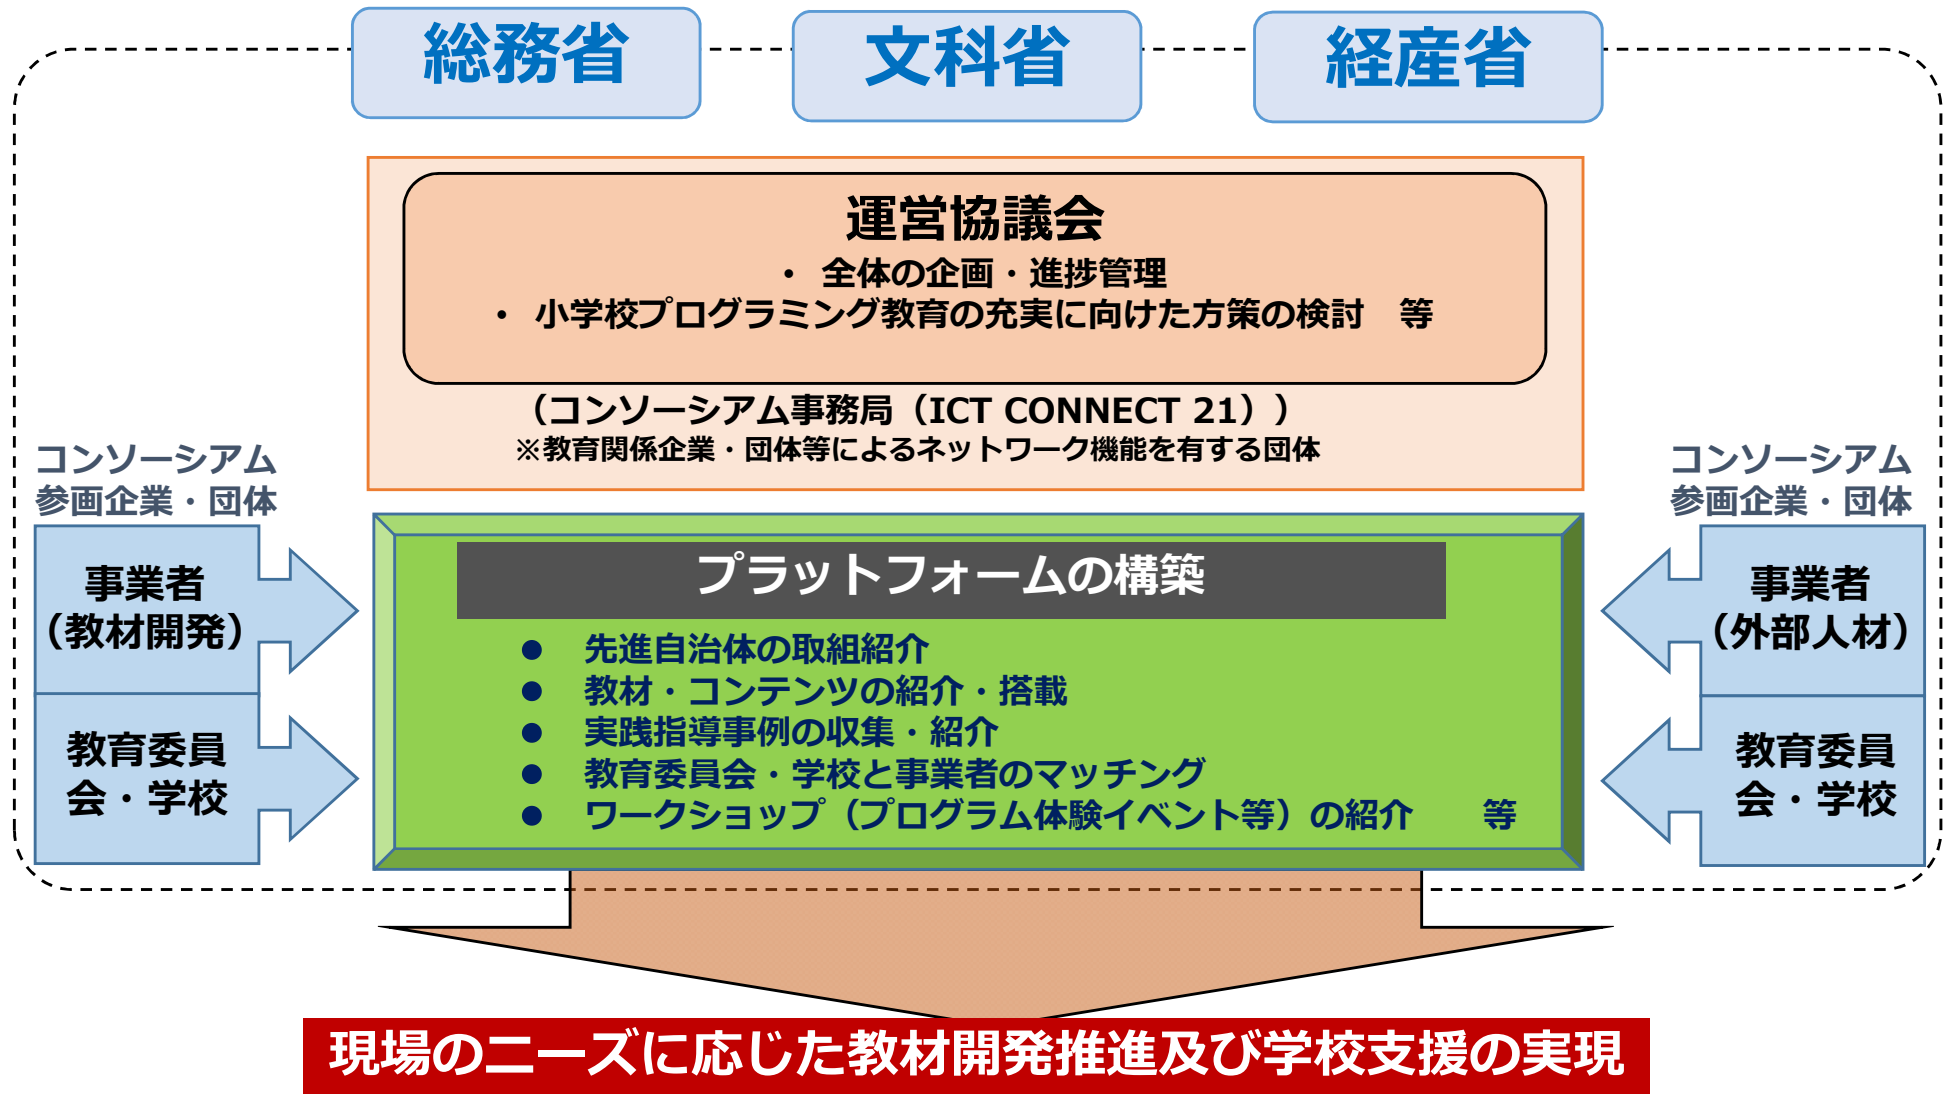 総務省
文科省
経産省
運営協議会
・ 全体の企画・進捗管理
・ 小学校プログラミング教育の充実に向けた方策の検討　等
（コンソーシアム事務局（ICT CONNECT 21））
※教育関係企業・団体等によるネットワーク機能を有する団体
コンソーシアム
参画企業・団体
事業者
（教材開発）
教育委員
会・学校
プラットフォームの構築
● 先進自治体の取組紹介
● 教材・コンテンツの紹介・搭載
● 実践指導事例の収集・紹介
● 教育委員会・学校と事業者のマッチング
● ワークショップ（プログラム体験イベント等）の紹介　　等
コンソーシアム
参画企業・団体
事業者
（外部人材）
教育委員
会・学校
現場のニーズに応じた教材開発推進及び学校支援の実現